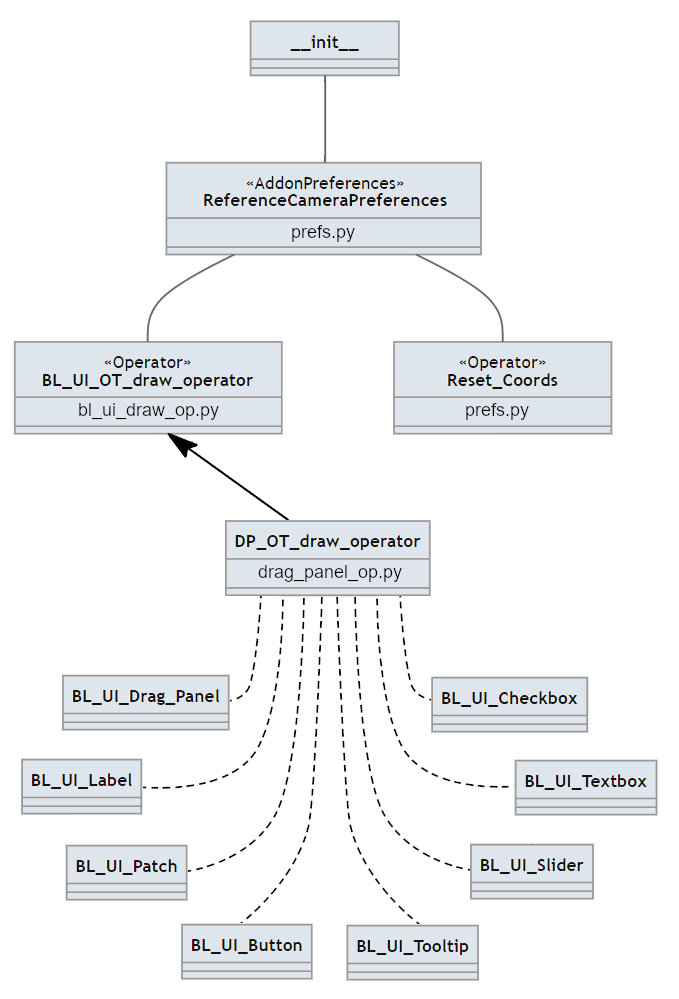 __init__
«AddonPreferences»
ReferenceCameraPreferences
prefs.py
«Operator»
BL_UI_OT_draw_operator
bl_ui_draw_op.py
«Operator»
Reset_Coords
prefs.py
DP_OT_draw_operator
drag_panel_op.py
BL_UI_Drag_Panel
BL_UI_Checkbox
BL_UI_Label
BL_UI_Textbox
BL_UI_Patch
BL_UI_Slider
BL_UI_Button
BL_UI_Tooltip